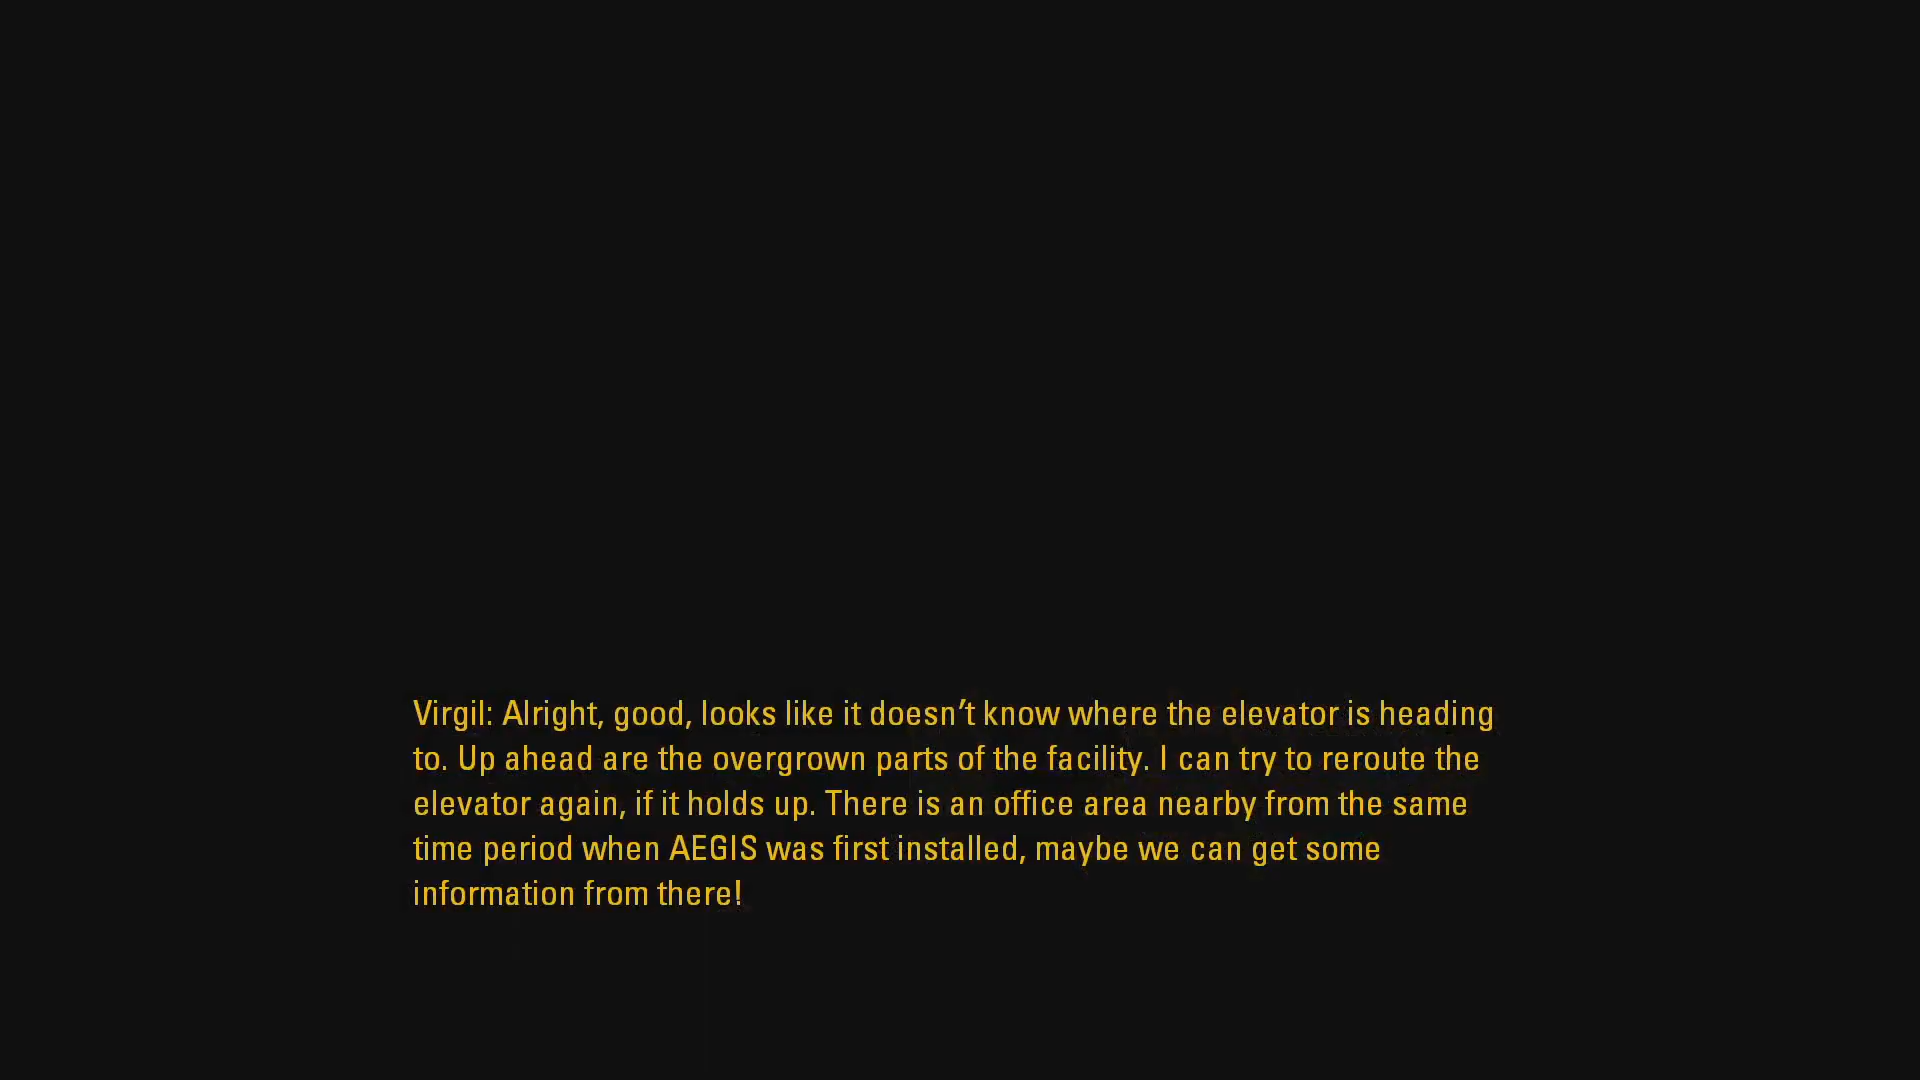 Virgil: Alright, good, looks like it doesn’t know where the elevator is heading
to. Up ahead are the overgrown parts of the facility. I can try to reroute the
elevator again, if it holds up. There is an office area nearby from the same
time period when AEGIS was first installed, maybe we can get some
information from there!